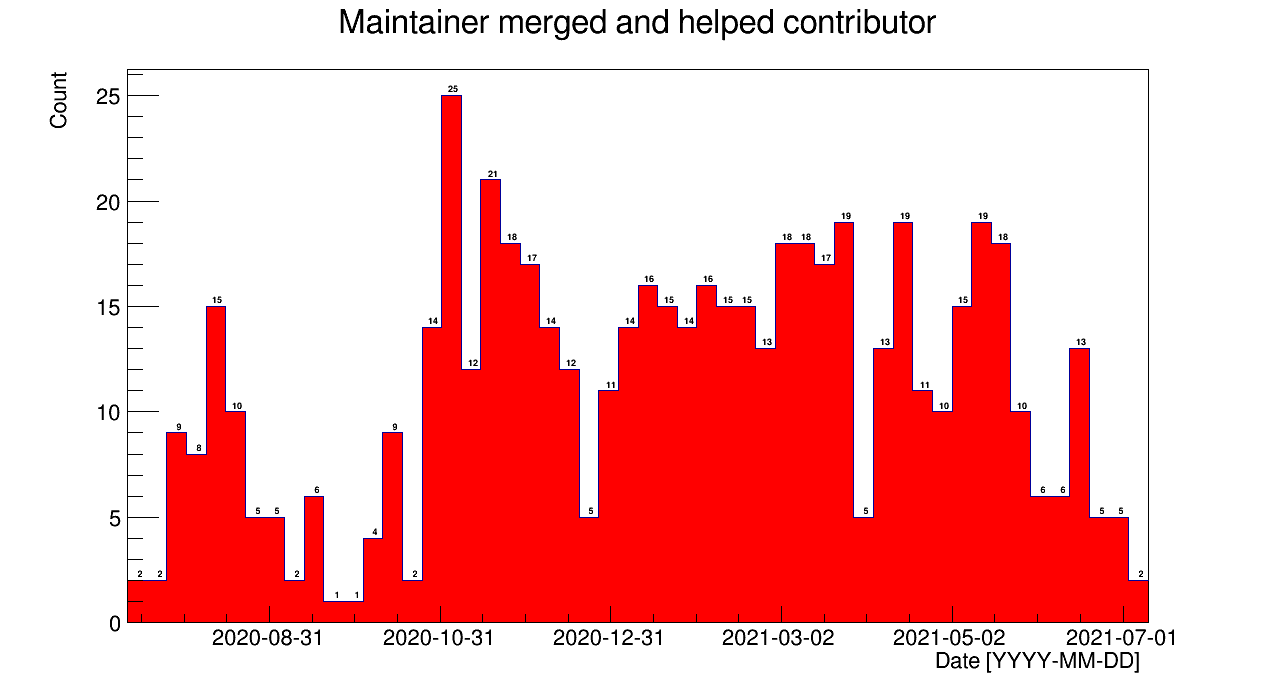 Maintainer merged and helped contributor
Count
25
20
15
10
5
0
2 2 9 8 15 10 5 5 2 6 1 1 4 9 2 14 25 12 21 18 17 14 12 5 11 14 16 15 14 16 15 15 13 18 18 17 19 5 13 19 11 10 15 19 18 10 6 6 13 5 5 2
2020-08-31 2020-10-31 2020-12-31 2021-03-02 2021-05-02 2021-07-01
Date [YYYY-MM-DD]